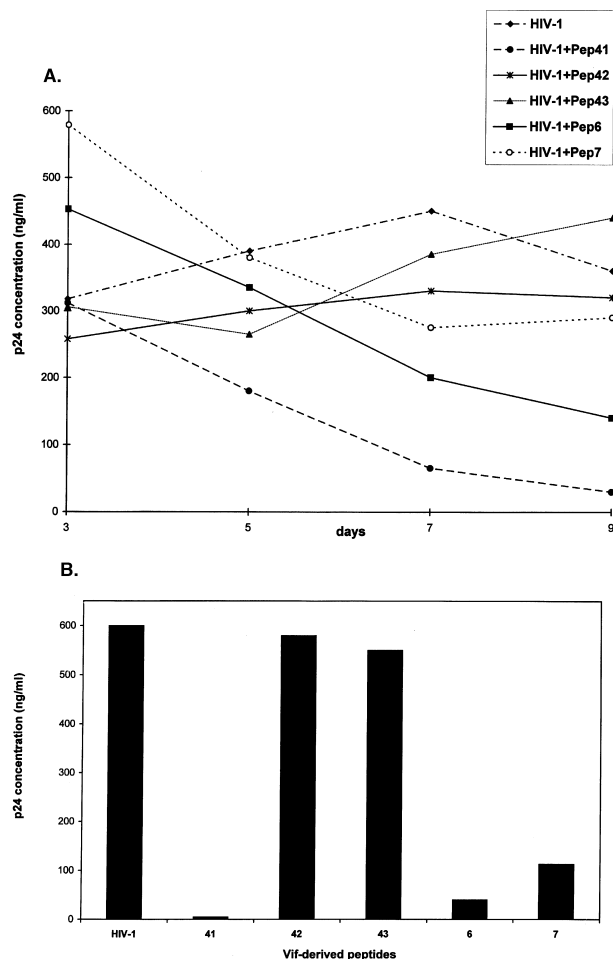 HIV-1
HIV-1+Pep41
HIV-1+Pep42
HIV-1+Pep43
HIV-1+Pep6
HIV-1+Pep7
A.
600
500
400
300
200
100
0
p24 concentration (ng/ml)
3 5 7 9
days
B.
600
500
400
300
200
100
0
p24 concentration (ng/ml)
HIV-1 41 42 43 6 7
Vif-derived peptides